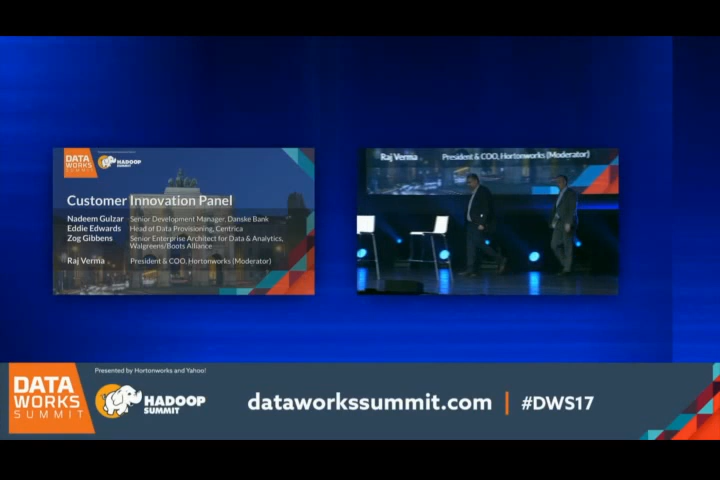 DATA
WORKS
SUMMIT
HADOOP
SUMMIT
Customer Innovation Panel
Nadeem Gulzar Senior Development Manager, Danske Bank
Eddie Edwards Head of Data Provisioning, Centrica
Zog Gibbens Senior Enterprise Architect for Data & Analytics,
Walgreens/Boots Alliance
Raj Verma President & COO, Hortonworks (Moderator)
Raj Verma President & COO, Hortonworks (Moderator)
Presented by Hortonworks and Yahoo!
DATA
WORKS
SUMMIT
HADOOP
SUMMIT
dataworkssummit.com | #DWS17